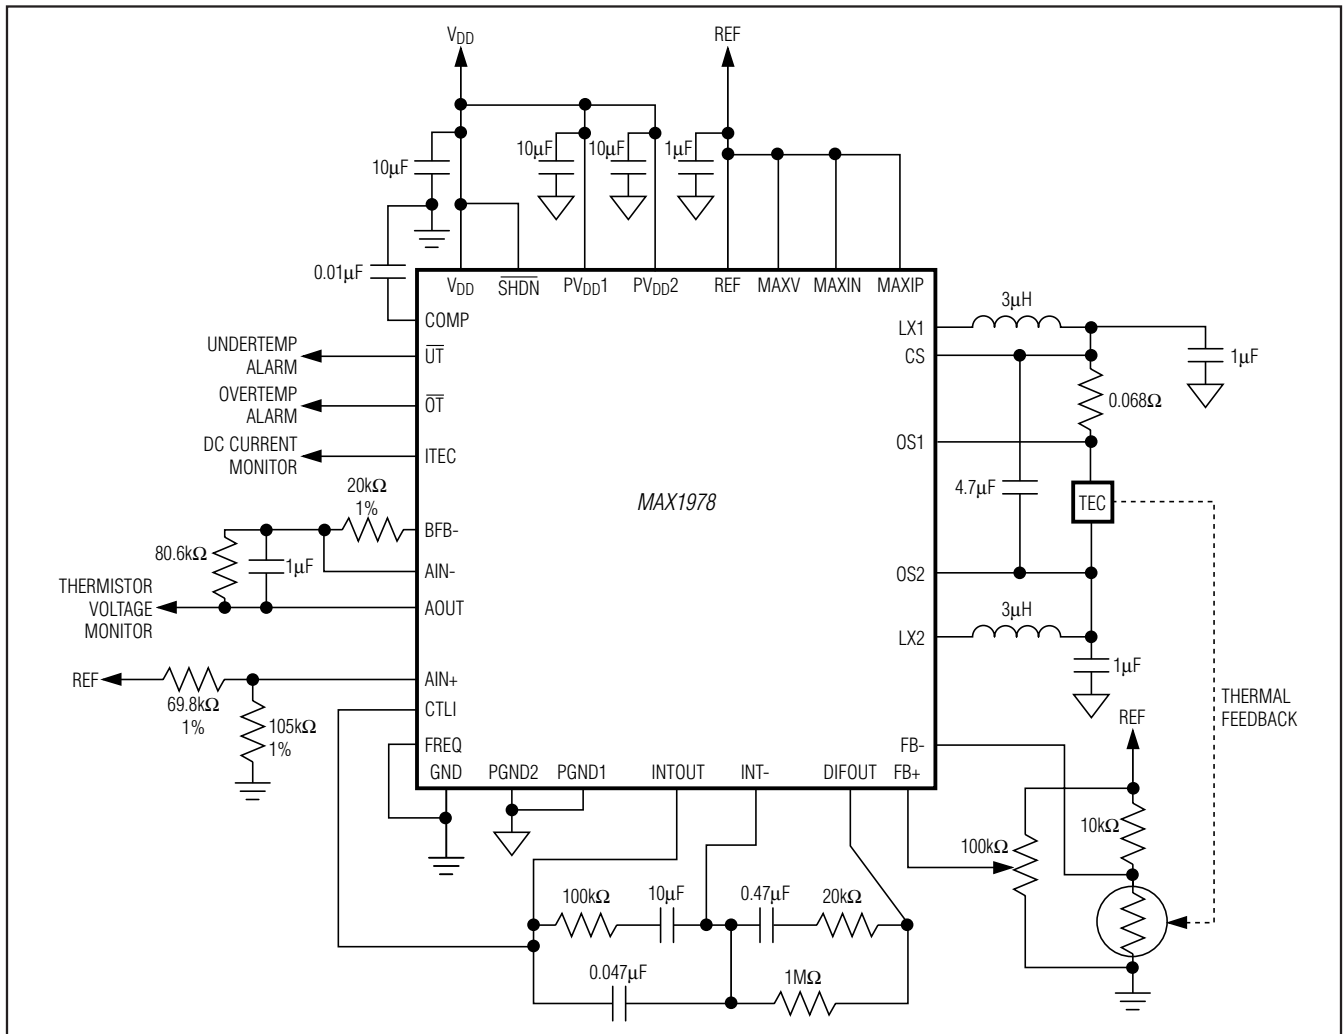 VDD
REF
10µF
10µF
10µF
1µF
0.01µF
VDD
SHDN
PVDD1
PVDD2
REF
MAXV
MAXIN
MAXIP
COMP
UNDERTEMP
ALARM
UT
OVERTEMP
ALARM
OT
DC CURRENT
MONITOR
ITEC
20kΩ
1%
BFB-
80.6kΩ
1µF
AIN-
THERMISTOR
VOLTAGE
MONITOR
AOUT
REF
69.8kΩ
1%
105kΩ
1%
AIN+
CTLI
FREQ
MAX1978
LX1
3µH
CS
1µF
0.068Ω
OS1
4.7µF
TEC
OS2
3µH
LX2
1µF
THERMAL
FEEDBACK
REF
FB-
GND
PGND2
PGND1
INTOUT
INT-
DIFOUT
FB+
10kΩ
100kΩ
100kΩ
10µF
0.47µF
20kΩ
0.047µF
1MΩ